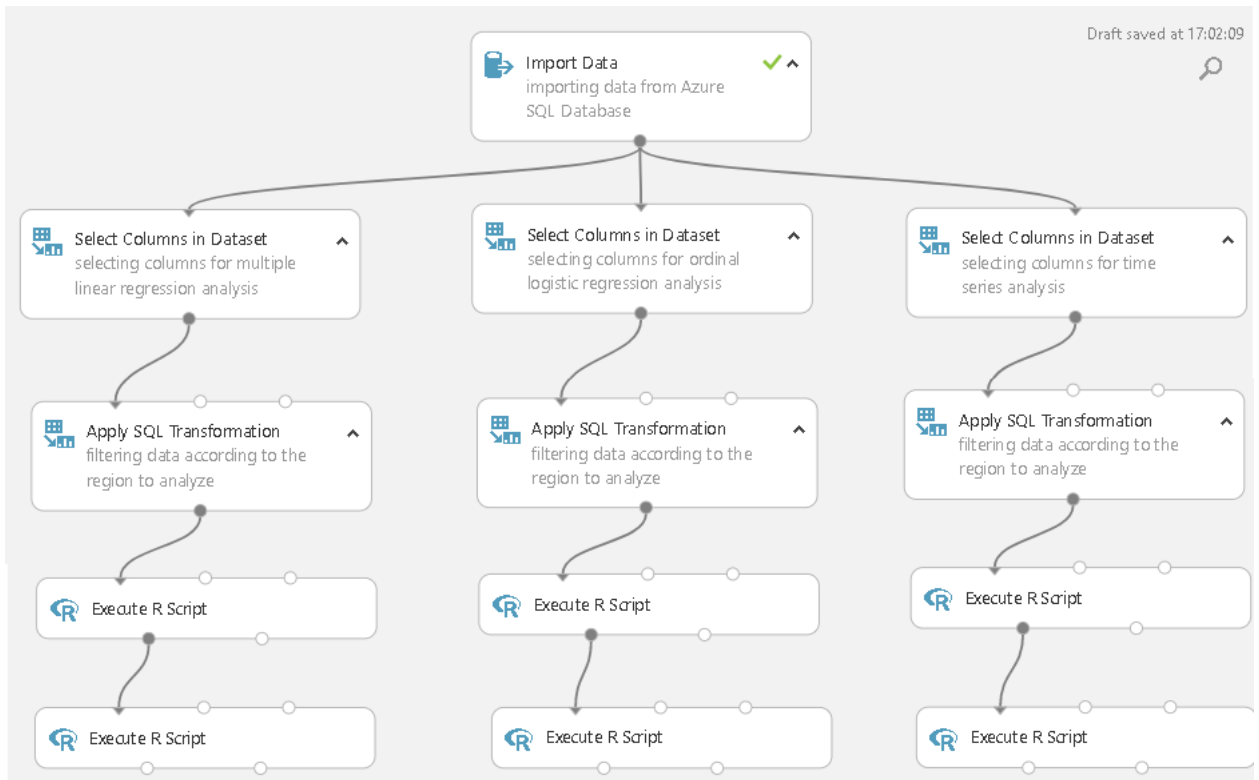 Draft saved at 17:02:09
Import Data
importing data from Azure
SQL Database
Select Columns in Dataset
selecting columns for multiple
linear regression analysis
Select Columns in Dataset
selecting columns for ordinal
logistic regression analysis
Select Columns in Dataset
selecting columns for time
series analysis
Apply SQL Transformation
filtering data according to the
region to analyze
Apply SQL Transformation
filtering data according to the
region to analyze
Apply SQL Transformation
filtering data according to the
region to analyze
R Execute R Script
R Execute R Script
R Execute R Script
R Execute R Script
R Execute R Script
R Execute R Script